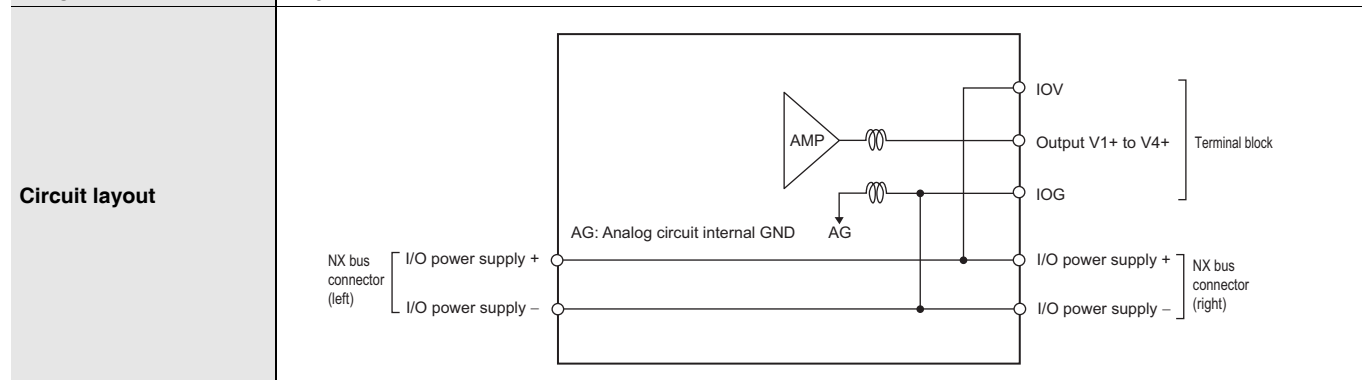 Circuit layout
IOV
AMP
Output V1+ to V4+
Terminal block
IOG
AG: Analog circuit internal GND
AG
NX bus
connector
(left)
I/O power supply +
I/O power supply −
I/O power supply +
I/O power supply −
NX bus
connector
(right)